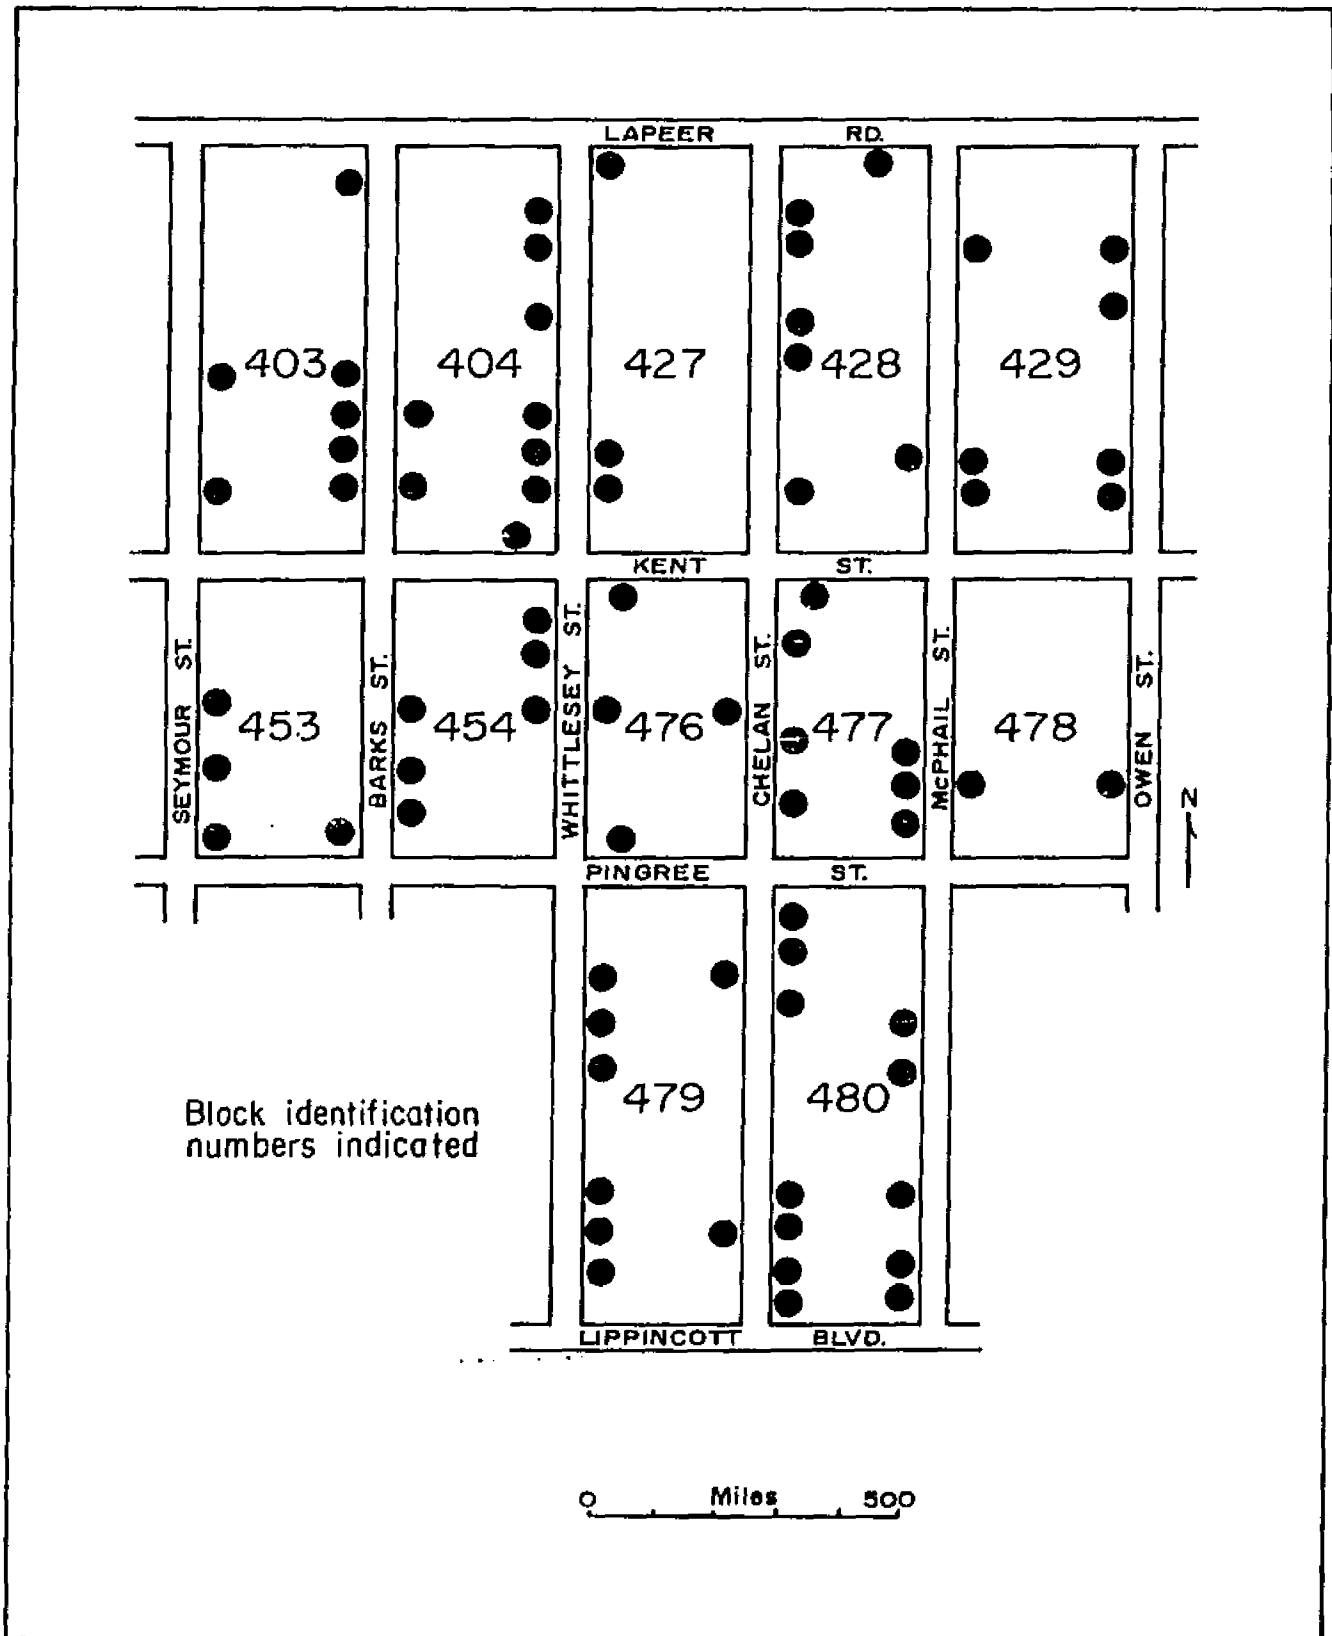 LAPEER RD.
403 404 427 428 429
KENT ST.
SEYMOUR ST.
BARKS ST.
WHITTLESEY ST.
CHELAN ST.
McPHAIL ST.
OWEN ST.
453 454 476 477 478
N
PINGREE ST.
479 480
Block identification
numbers indicated
LIPPINCOTT BLVD.
0 Miles 500